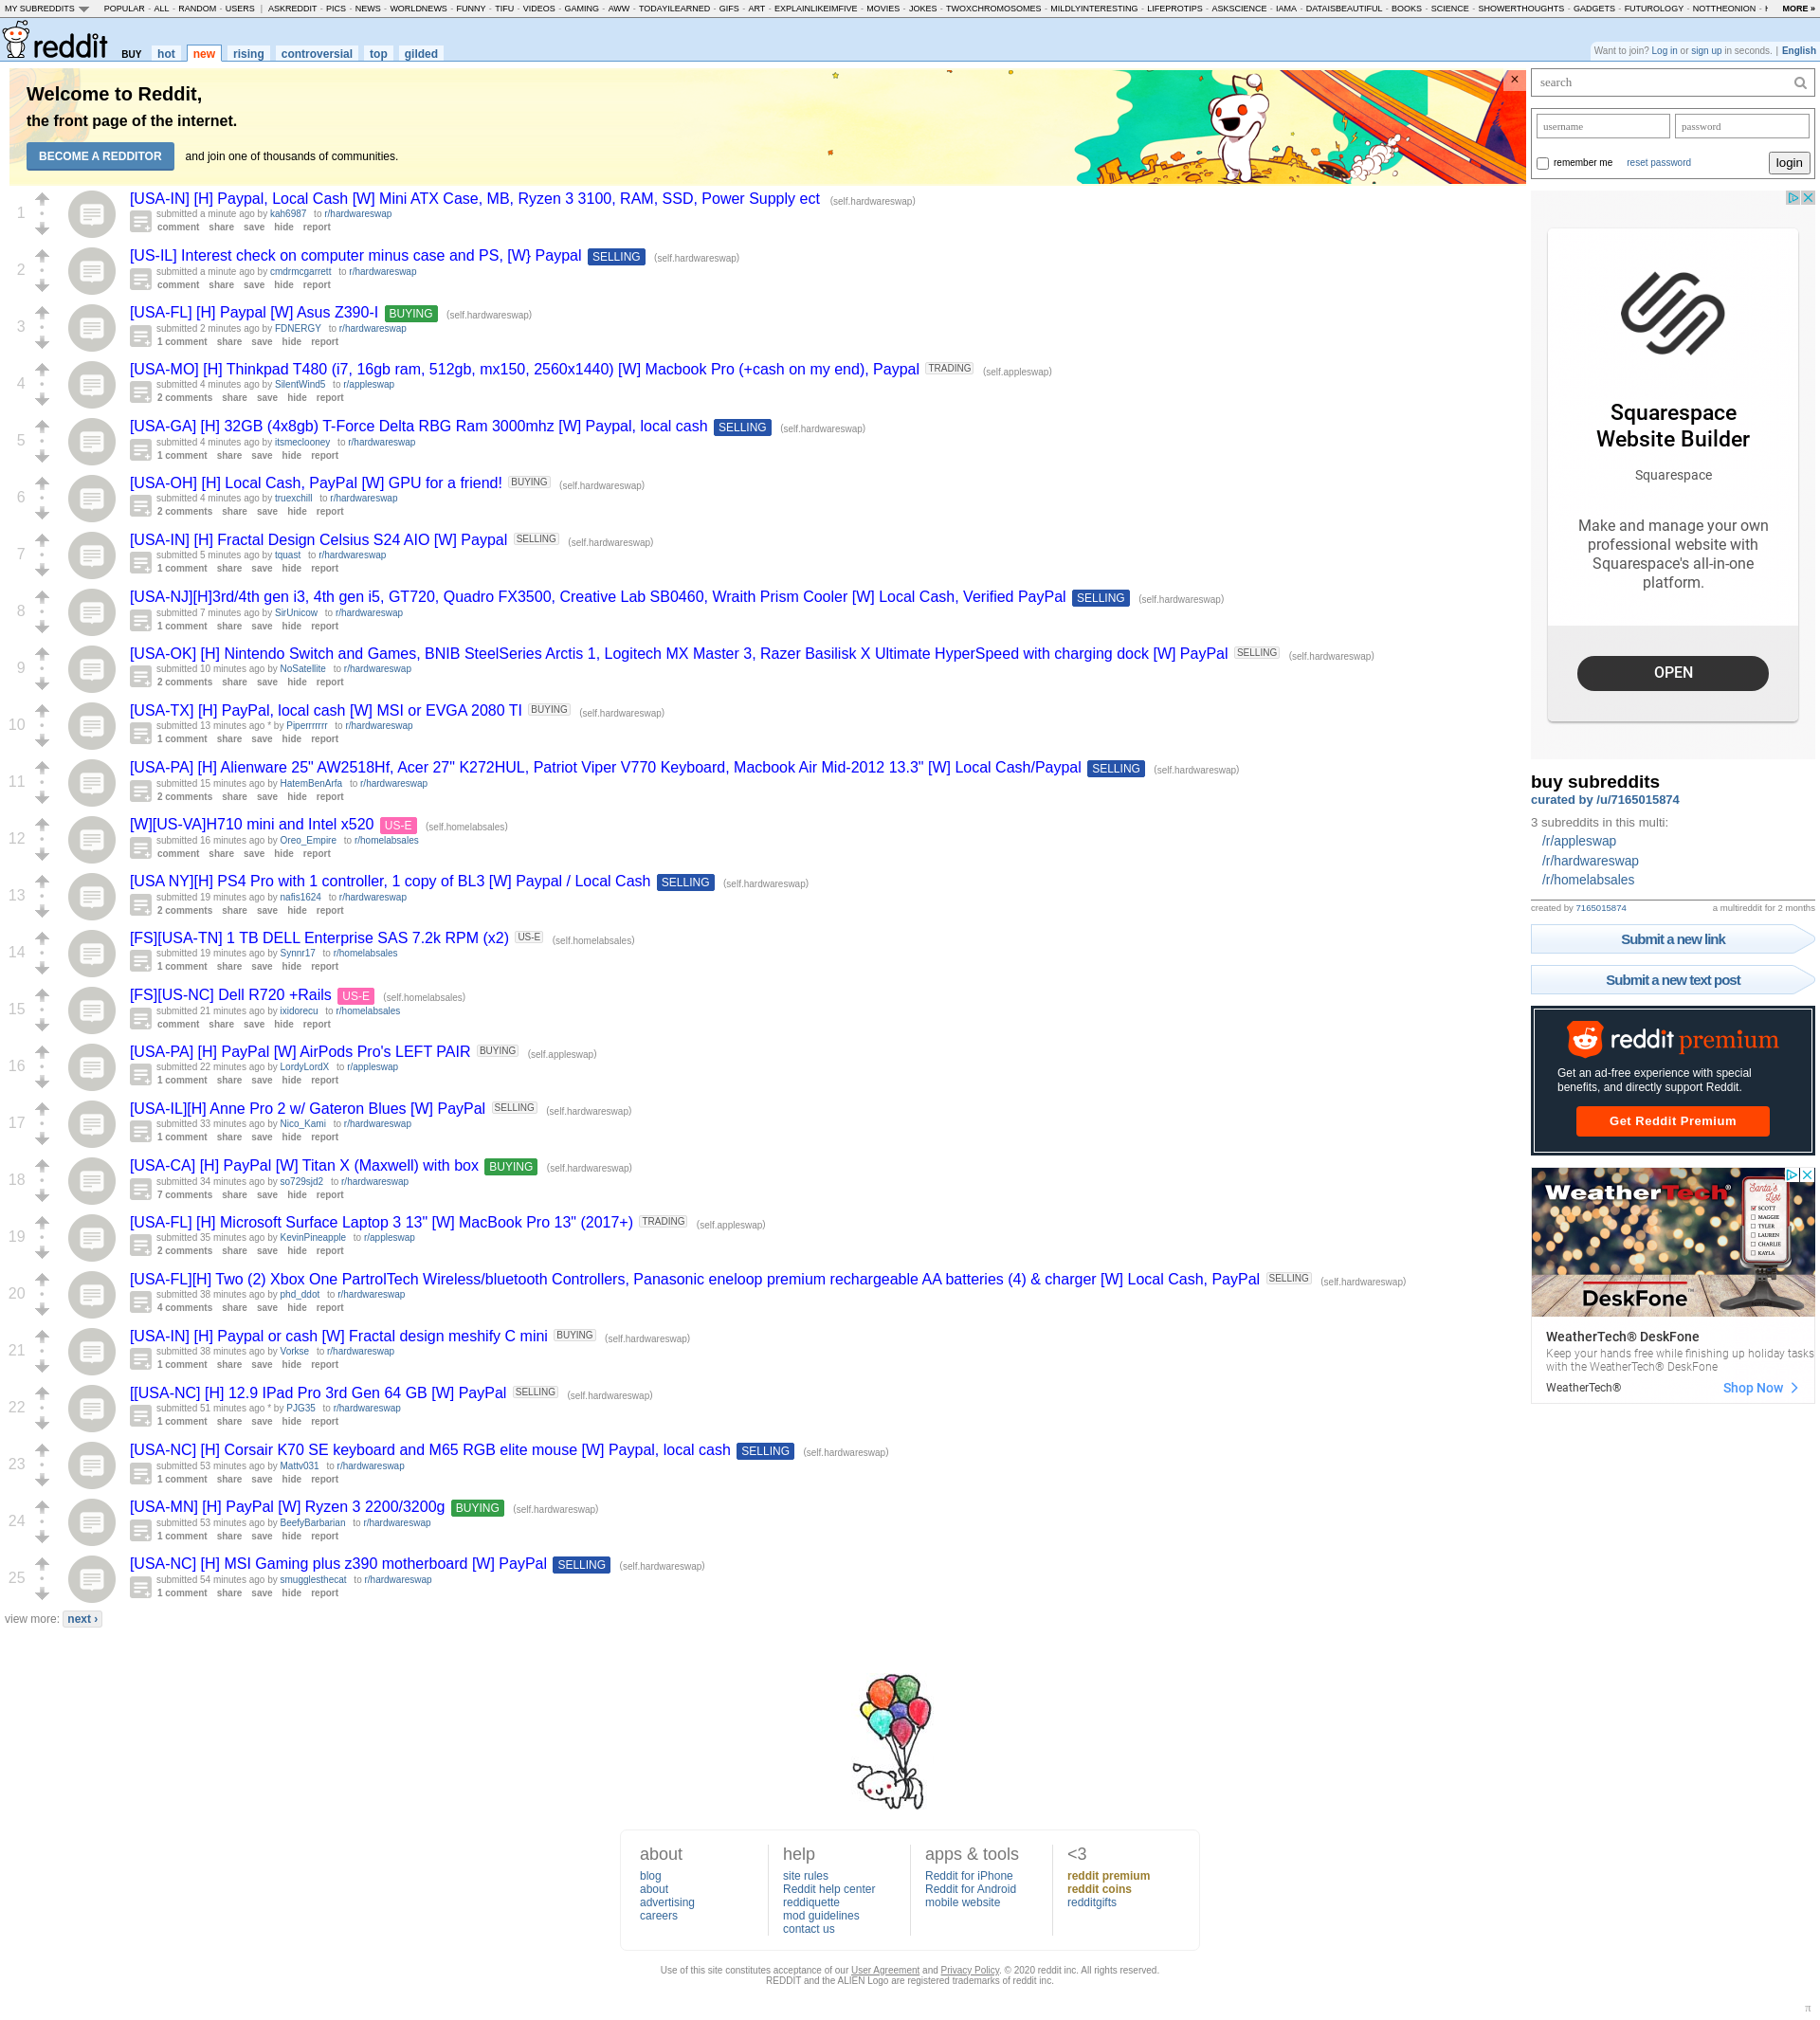 MY SUBREDDITS POPULAR - ALL - RANDOM - USERS | ASKREDDIT - PICS - NEWS - WORLDNEWS - FUNNY - TIFU - VIDEOS - GAMING - AWW - TODAYILEARNED - GIFS - ART - EXPLAINLIKEIMFIVE - MOVIES - JOKES - TWOXCHROMOSOMES - MILDLYINTERESTING - LIFEPROTIPS - ASKSCIENCE - IAMA - DATAISBEAUTIFUL - BOOKS - SCIENCE - SHOWERTHOUGHTS - GADGETS - FUTUROLOGY - NOTTHEONION - MORE »
reddit BUY hot new rising controversial top gilded
Want to join? Log in or sign up in seconds. | English
Welcome to Reddit,
the front page of the internet.
BECOME A REDDITOR and join one of thousands of communities.
×
1 [USA-IN] [H] Paypal, Local Cash [W] Mini ATX Case, MB, Ryzen 3 3100, RAM, SSD, Power Supply ect (self.hardwareswap)
submitted a minute ago by kah6987 to r/hardwareswap
comment share save hide report
2 [US-IL] Interest check on computer minus case and PS, [W} Paypal SELLING (self.hardwareswap)
submitted a minute ago by cmdrmcgarrett to r/hardwareswap
comment share save hide report
3 [USA-FL] [H] Paypal [W] Asus Z390-I BUYING (self.hardwareswap)
submitted 2 minutes ago by FDNERGY to r/hardwareswap
1 comment share save hide report
4 [USA-MO] [H] Thinkpad T480 (i7, 16gb ram, 512gb, mx150, 2560x1440) [W] Macbook Pro (+cash on my end), Paypal TRADING (self.appleswap)
submitted 4 minutes ago by SilentWind5 to r/appleswap
2 comments share save hide report
5 [USA-GA] [H] 32GB (4x8gb) T-Force Delta RBG Ram 3000mhz [W] Paypal, local cash SELLING (self.hardwareswap)
submitted 4 minutes ago by itsmeclooney to r/hardwareswap
1 comment share save hide report
6 [USA-OH] [H] Local Cash, PayPal [W] GPU for a friend! BUYING (self.hardwareswap)
submitted 4 minutes ago by truexchill to r/hardwareswap
2 comments share save hide report
7 [USA-IN] [H] Fractal Design Celsius S24 AIO [W] Paypal SELLING (self.hardwareswap)
submitted 5 minutes ago by tquast to r/hardwareswap
1 comment share save hide report
8 [USA-NJ][H]3rd/4th gen i3, 4th gen i5, GT720, Quadro FX3500, Creative Lab SB0460, Wraith Prism Cooler [W] Local Cash, Verified PayPal SELLING (self.hardwareswap)
submitted 7 minutes ago by SirUnicow to r/hardwareswap
1 comment share save hide report
9 [USA-OK] [H] Nintendo Switch and Games, BNIB SteelSeries Arctis 1, Logitech MX Master 3, Razer Basilisk X Ultimate HyperSpeed with charging dock [W] PayPal SELLING (self.hardwareswap)
submitted 10 minutes ago by NoSatellite to r/hardwareswap
2 comments share save hide report
10 [USA-TX] [H] PayPal, local cash [W] MSI or EVGA 2080 TI BUYING (self.hardwareswap)
submitted 13 minutes ago * by Piperrrrrrr to r/hardwareswap
1 comment share save hide report
11 [USA-PA] [H] Alienware 25" AW2518Hf, Acer 27" K272HUL, Patriot Viper V770 Keyboard, Macbook Air Mid-2012 13.3" [W] Local Cash/Paypal SELLING (self.hardwareswap)
submitted 15 minutes ago by HatemBenArfa to r/hardwareswap
2 comments share save hide report
12 [W][US-VA]H710 mini and Intel x520 US-E (self.homelabsales)
submitted 16 minutes ago by Oreo_Empire to r/homelabsales
comment share save hide report
13 [USA NY][H] PS4 Pro with 1 controller, 1 copy of BL3 [W] Paypal / Local Cash SELLING (self.hardwareswap)
submitted 19 minutes ago by nafis1624 to r/hardwareswap
2 comments share save hide report
14 [FS][USA-TN] 1 TB DELL Enterprise SAS 7.2k RPM (x2) US-E (self.homelabsales)
submitted 19 minutes ago by Synnr17 to r/homelabsales
1 comment share save hide report
15 [FS][US-NC] Dell R720 +Rails US-E (self.homelabsales)
submitted 21 minutes ago by ixidorecu to r/homelabsales
comment share save hide report
16 [USA-PA] [H] PayPal [W] AirPods Pro's LEFT PAIR BUYING (self.appleswap)
submitted 22 minutes ago by LordyLordX to r/appleswap
1 comment share save hide report
17 [USA-IL][H] Anne Pro 2 w/ Gateron Blues [W] PayPal SELLING (self.hardwareswap)
submitted 33 minutes ago by Nico_Kami to r/hardwareswap
1 comment share save hide report
18 [USA-CA] [H] PayPal [W] Titan X (Maxwell) with box BUYING (self.hardwareswap)
submitted 34 minutes ago by so729sjd2 to r/hardwareswap
7 comments share save hide report
19 [USA-FL] [H] Microsoft Surface Laptop 3 13" [W] MacBook Pro 13" (2017+) TRADING (self.appleswap)
submitted 35 minutes ago by KevinPineapple to r/appleswap
2 comments share save hide report
20 [USA-FL][H] Two (2) Xbox One PartrolTech Wireless/bluetooth Controllers, Panasonic eneloop premium rechargeable AA batteries (4) & charger [W] Local Cash, PayPal SELLING (self.hardwareswap)
submitted 38 minutes ago by phd_ddot to r/hardwareswap
4 comments share save hide report
21 [USA-IN] [H] Paypal or cash [W] Fractal design meshify C mini BUYING (self.hardwareswap)
submitted 38 minutes ago by Vorkse to r/hardwareswap
1 comment share save hide report
22 [[USA-NC] [H] 12.9 IPad Pro 3rd Gen 64 GB [W] PayPal SELLING (self.hardwareswap)
submitted 51 minutes ago * by PJG35 to r/hardwareswap
1 comment share save hide report
23 [USA-NC] [H] Corsair K70 SE keyboard and M65 RGB elite mouse [W] Paypal, local cash SELLING (self.hardwareswap)
submitted 53 minutes ago by Mattv031 to r/hardwareswap
1 comment share save hide report
24 [USA-MN] [H] PayPal [W] Ryzen 3 2200/3200g BUYING (self.hardwareswap)
submitted 53 minutes ago by BeefyBarbarian to r/hardwareswap
1 comment share save hide report
25 [USA-NC] [H] MSI Gaming plus z390 motherboard [W] PayPal SELLING (self.hardwareswap)
submitted 54 minutes ago by smugglesthecat to r/hardwareswap
1 comment share save hide report
view more: next ›
search
username password
remember me reset password login
Squarespace
Website Builder
Squarespace
Make and manage your own
professional website with
Squarespace's all-in-one
platform.
OPEN
buy subreddits
curated by /u/7165015874
3 subreddits in this multi:
/r/appleswap
/r/hardwareswap
/r/homelabsales
created by 7165015874 a multireddit for 2 months
Submit a new link
Submit a new text post
reddit premium
Get an ad-free experience with special
benefits, and directly support Reddit.
Get Reddit Premium
WeatherTech®
Santa's
List
SCOTT
MAGGIE
TYLER
LAUREN
CHARLIE
KAYLA
DeskFone™
WeatherTech® DeskFone
Keep your hands free while finishing up holiday tasks
with the WeatherTech® DeskFone
WeatherTech® Shop Now
about
blog
about
advertising
careers
help
site rules
Reddit help center
reddiquette
mod guidelines
contact us
apps & tools
Reddit for iPhone
Reddit for Android
mobile website
<3
reddit premium
reddit coins
redditgifts
Use of this site constitutes acceptance of our User Agreement and Privacy Policy. © 2020 reddit inc. All rights reserved.
REDDIT and the ALIEN Logo are registered trademarks of reddit inc.
π